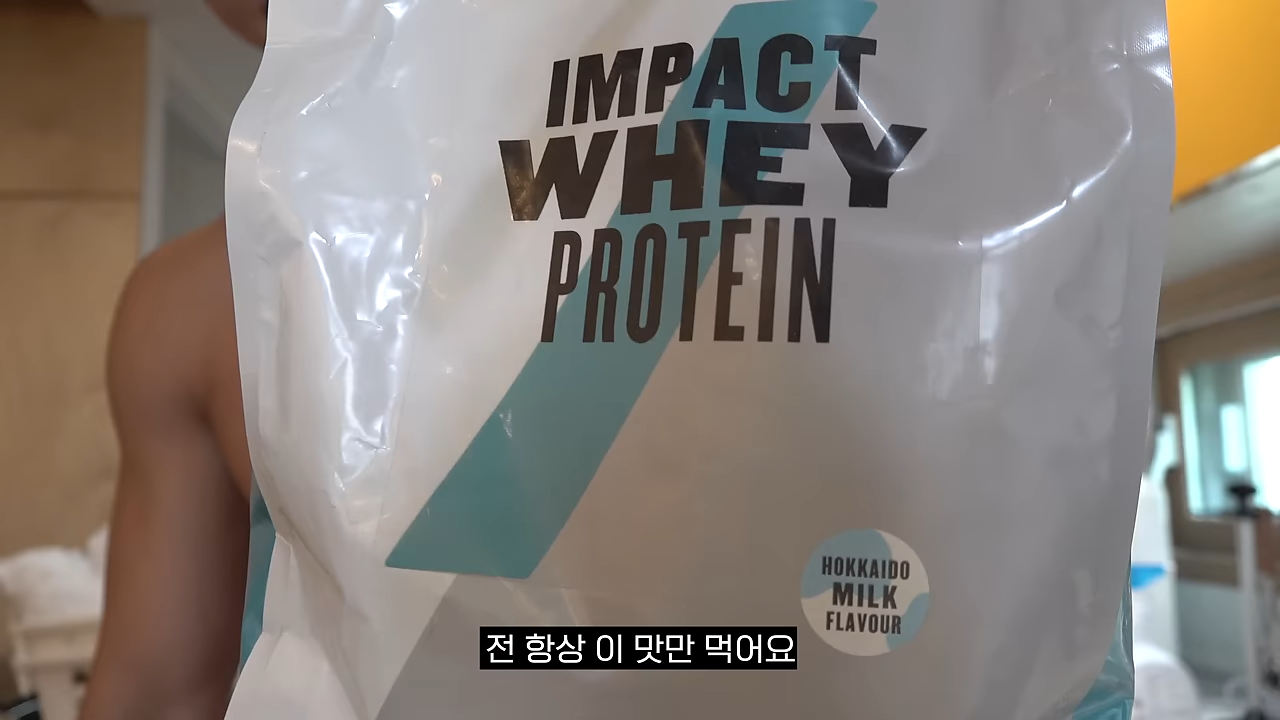 IMPACT
WHEY
PROTEIN
HOKKAIDO
MILK
FLAVOUR
전 항상 이 맛만 먹어요